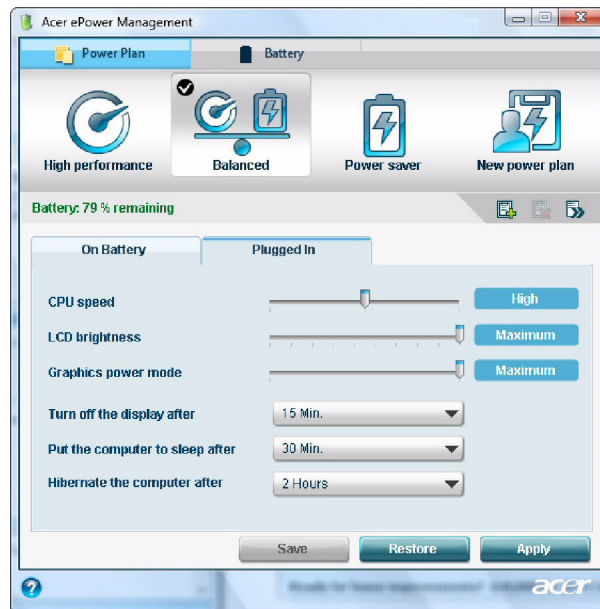 Acer ePower Management
Power Plan Battery
High performance Balanced Power saver New power plan
Battery: 79 % remaining
On Battery Plugged In
CPU speed High
LCD brightness Maximum
Graphics power mode Maximum
Turn off the display after 15 Min.
Put the computer to sleep after 30 Min.
Hibernate the computer after 2 Hours
Save Restore Apply
acer